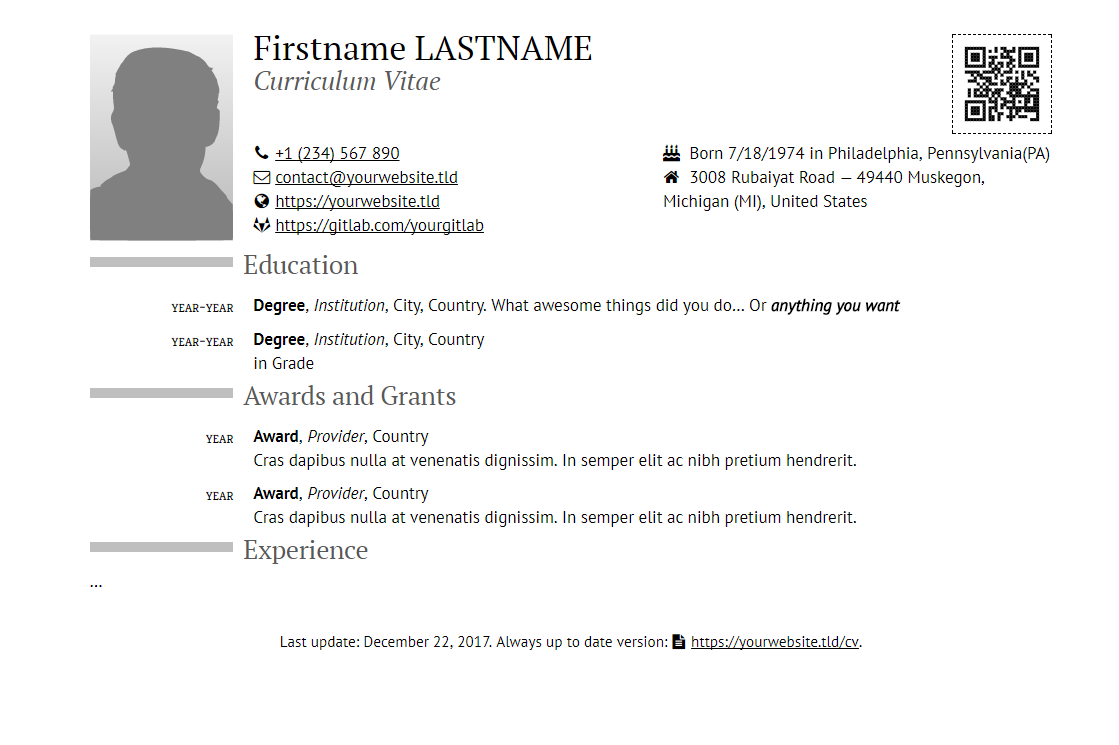 Firstname LASTNAME
Curriculum Vitae
+1 (234) 567 890
contact@yourwebsite.tld
https://yourwebsite.tld
https://gitlab.com/yourgitlab
Born 7/18/1974 in Philadelphia, Pennsylvania(PA)
3008 Rubaiyat Road — 49440 Muskegon,
Michigan (MI), United States
Education
YEAR–YEAR Degree, Institution, City, Country. What awesome things did you do... Or anything you want
YEAR–YEAR Degree, Institution, City, Country
in Grade
Awards and Grants
YEAR Award, Provider, Country
Cras dapibus nulla at venenatis dignissim. In semper elit ac nibh pretium hendrerit.
YEAR Award, Provider, Country
Cras dapibus nulla at venenatis dignissim. In semper elit ac nibh pretium hendrerit.
Experience
...
Last update: December 22, 2017. Always up to date version: https://yourwebsite.tld/cv.